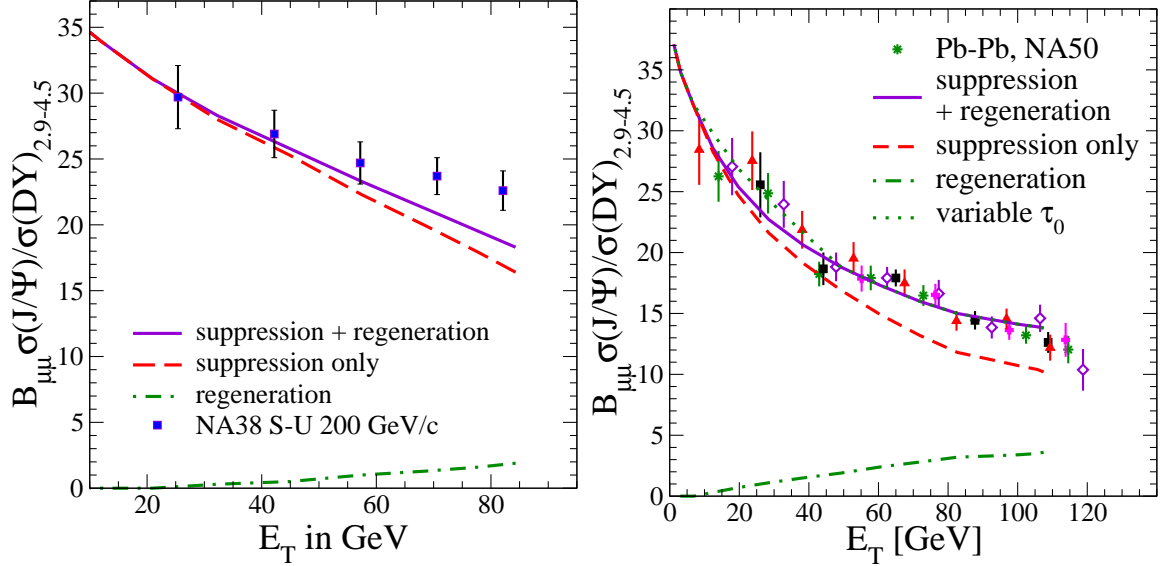 B_μμ σ(J/Ψ)/σ(DY)_2.9-4.5
35
30
25
20
15
10
5
0
suppression + regeneration
suppression only
regeneration
NA38 S-U 200 GeV/c
20
40
60
80
E_T in GeV
B_μμ σ(J/Ψ)/σ(DY)_2.9-4.5
35
30
25
20
15
10
5
0
Pb-Pb, NA50
suppression
+ regeneration
suppression only
regeneration
variable τ_0
0
20
40
60
80
100
120
E_T [GeV]